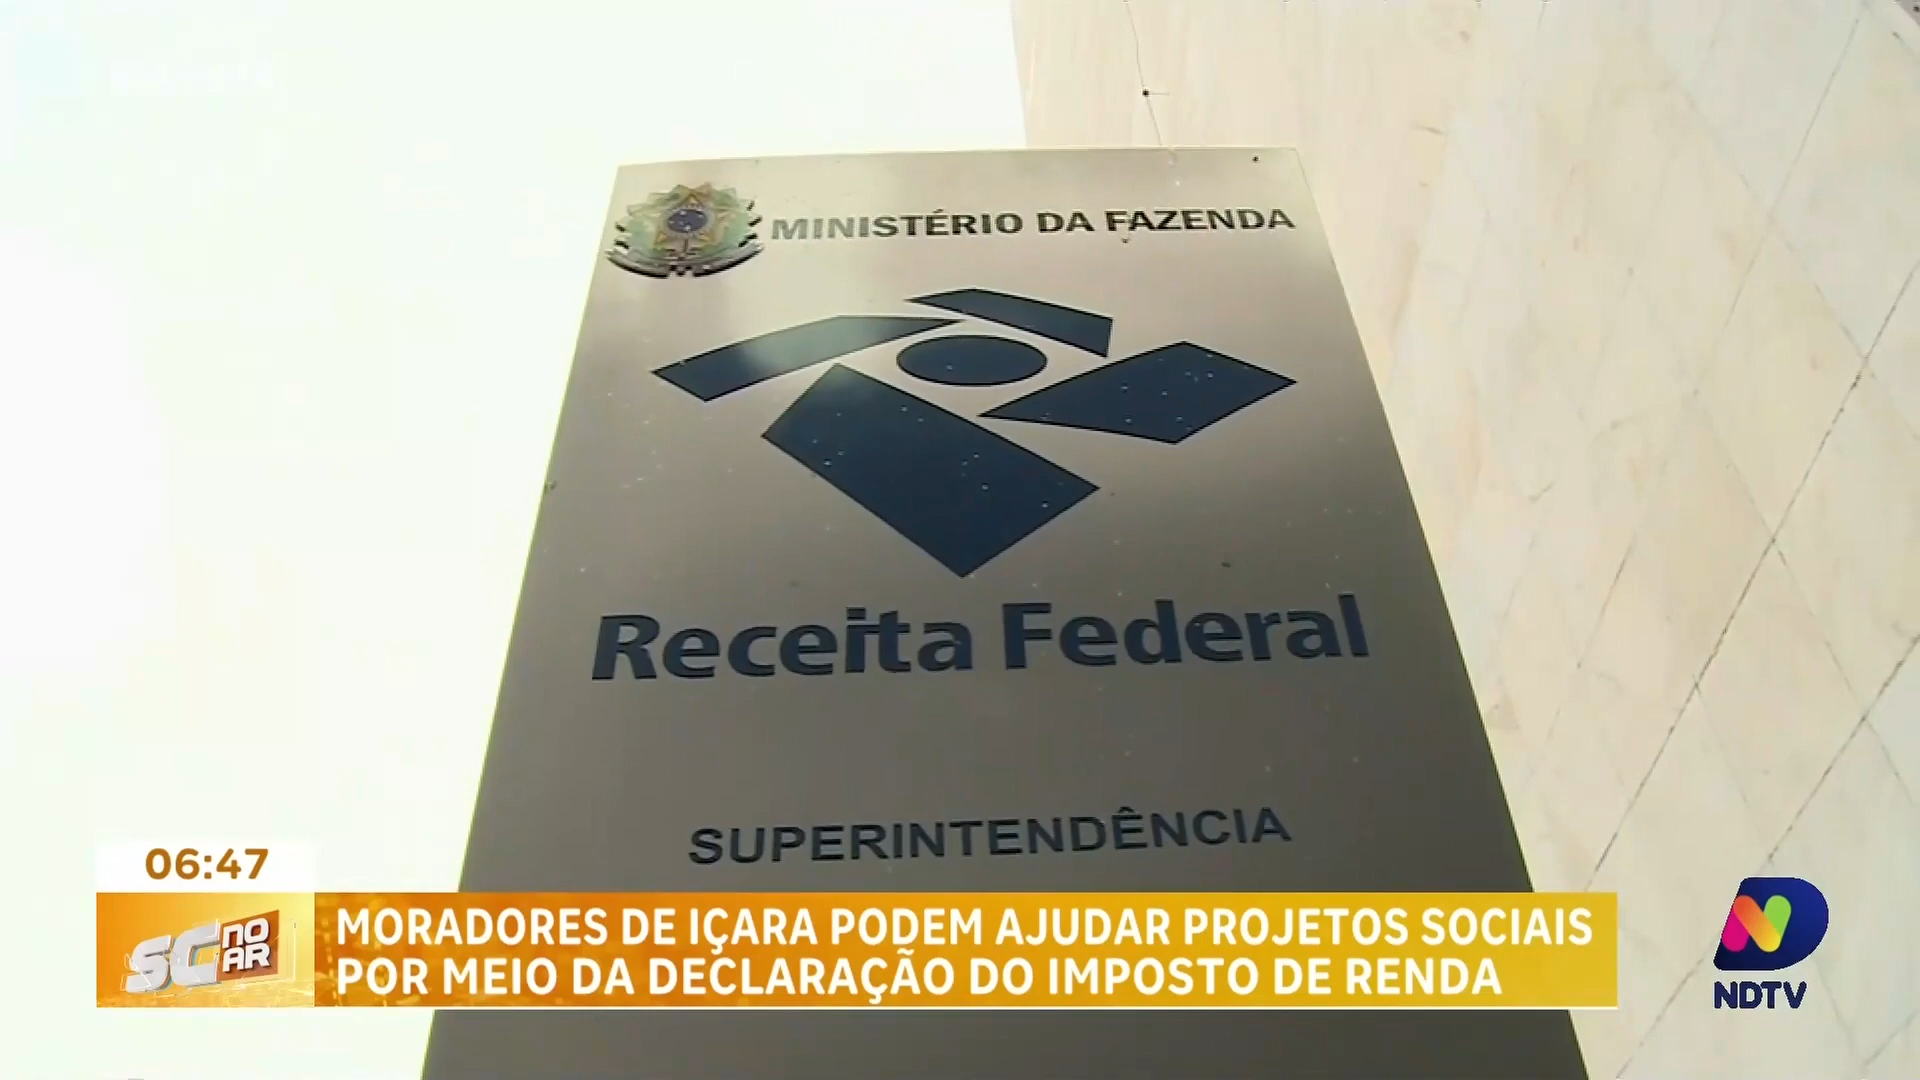 MINISTÉRIO DA FAZENDA
Receita Federal
SUPERINTENDÊNCIA
06:47
SC NO AR
MORADORES DE IÇARA PODEM AJUDAR PROJETOS SOCIAIS
POR MEIO DA DECLARAÇÃO DO IMPOSTO DE RENDA
N
NDTV